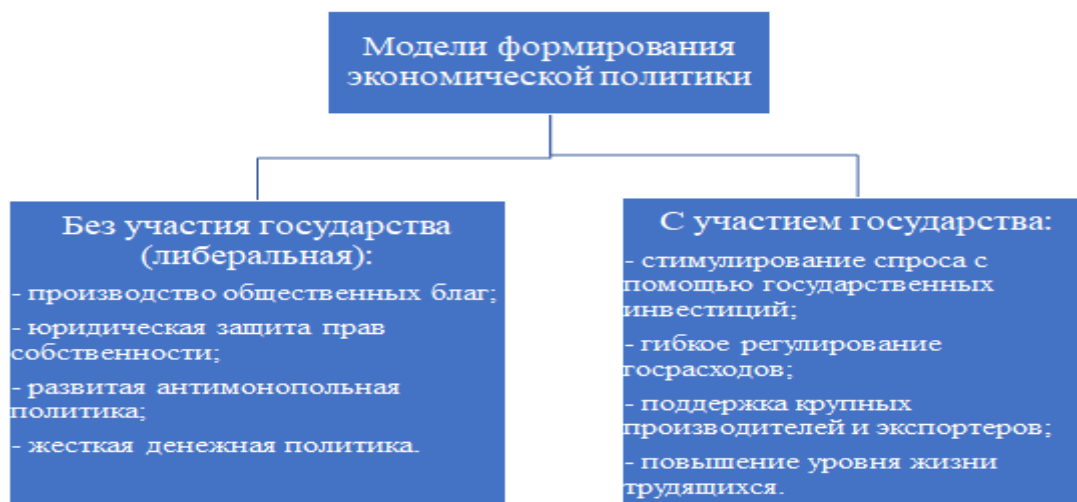 Модели формирования
экономической политики
Без участия государства
(либеральная):
- производство общественных благ;
- юридическая защита прав
собственности;
- развитая антимонопольная
политика;
- жесткая денежная политика.
С участием государства:
- стимулирование спроса с
помощью государственных
инвестиций;
- гибкое регулирование
госрасходов;
- поддержка крупных
производителей и экспортеров;
- повышение уровня жизни
трудящихся.